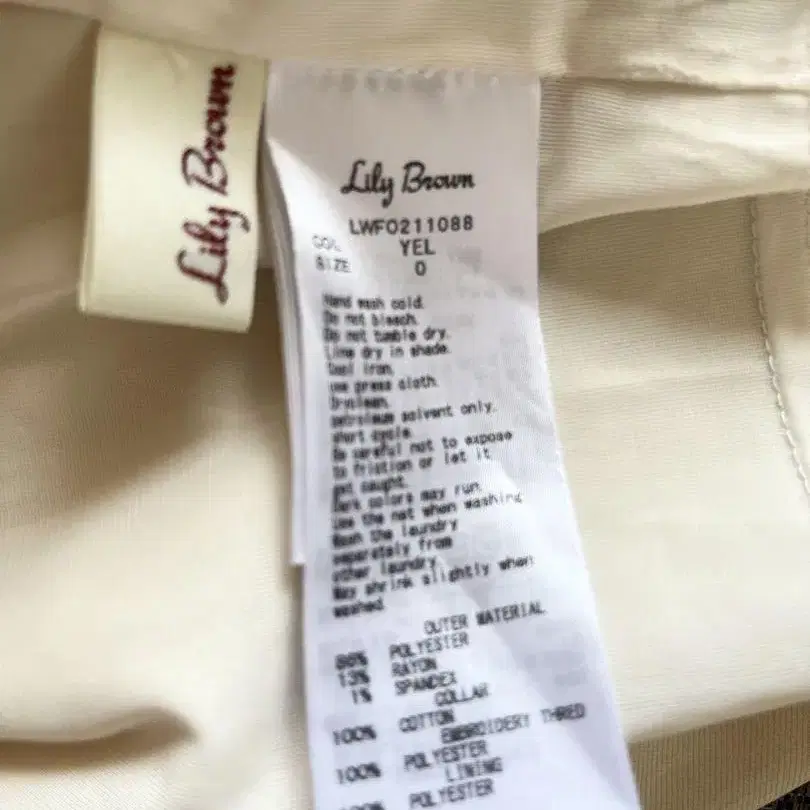 Lily Brown
Lily Brown
LWFO211088
COL YEL
SIZE 0
Hand wash cold.
Do not bleach.
Do not tumble dry.
Line dry in shade.
Cool iron.
use press cloth.
Dryclean.
petroleum solvent only.
short cycle.
Be careful not to expose
to fristion or let it
get caught.
Dark colors may run.
Use the net when washing
Wash the laundry
separately from
other laundry.
May shrink slightly when
washed.
OUTER MATERIAL
86% POLYESTER
13% RAYON
1% SPANDEX
COLLAR
100% COTTON
EMBROIDERY THRED
100% POLYESTER
LINING
100% POLYESTER